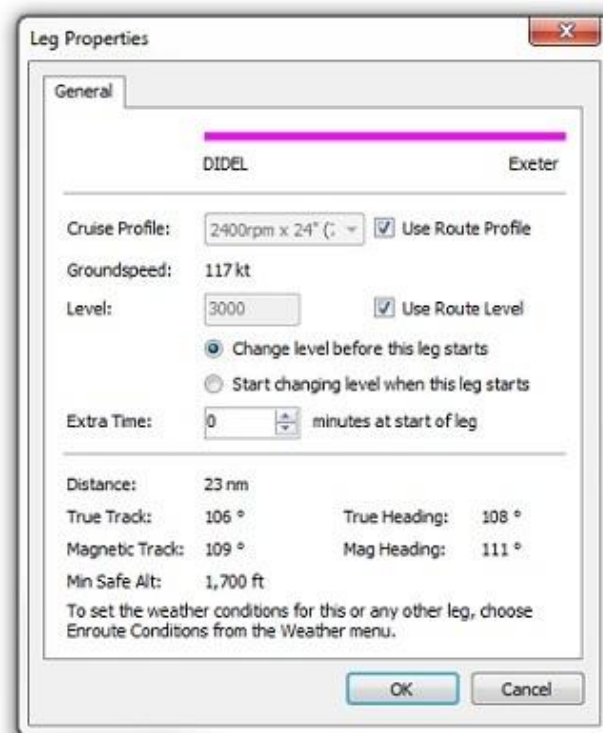 Leg Properties
General
DIDEL Exeter
Cruise Profile: 2400rpm x 24" (: Use Route Profile
Groundspeed: 117 kt
Level: 3000 Use Route Level
Change level before this leg starts
Start changing level when this leg starts
Extra Time: 0 minutes at start of leg
Distance: 23 nm
True Track: 106 ° True Heading: 108 °
Magnetic Track: 109 ° Mag Heading: 111 °
Min Safe Alt: 1,700 ft
To set the weather conditions for this or any other leg, choose
Enroute Conditions from the Weather menu.
OK Cancel